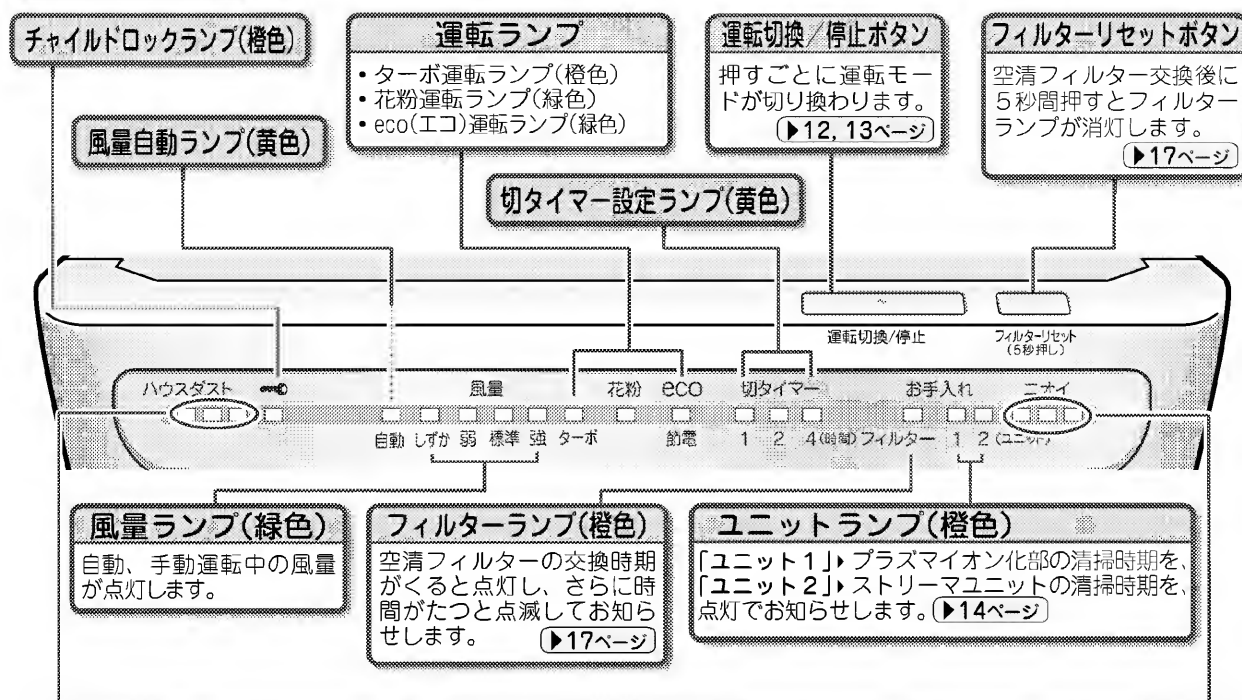 チャイルドロックランプ(橙色)
運転ランプ
• ターボ運転ランプ(橙色)
• 花粉運転ランプ(緑色)
• eco(エコ)運転ランプ(緑色)
運転切換/停止ボタン
押すごとに運転モー
ドが切り換わります。
▶12, 13ページ
フィルターリセットボタン
空清フィルター交換後に
5秒間押すとフィルター
ランプが消灯します。
▶17ページ
風量自動ランプ(黄色)
切タイマー設定ランプ(黄色)
運転切換/停止
フィルターリセット
(5秒押し)
ハウスダスト 風量 花粉 eco 切タイマー お手入れ ニオイ
自動 しずか 弱 標準 強 ターボ 節電 1 2 4(時間) フィルター 1 2 (ユニット)
風量ランプ(緑色)
自動、手動運転中の風量
が点灯します。
フィルターランプ(橙色)
空清フィルターの交換時期
がくると点灯し、さらに時
間がたつと点滅してお知ら
せします。 ▶17ページ
ユニットランプ(橙色)
「ユニット1」▶ プラズマイオン化部の清掃時期を、
「ユニット2」▶ ストリーマユニットの清掃時期を、
点灯でお知らせします。 ▶14ページ